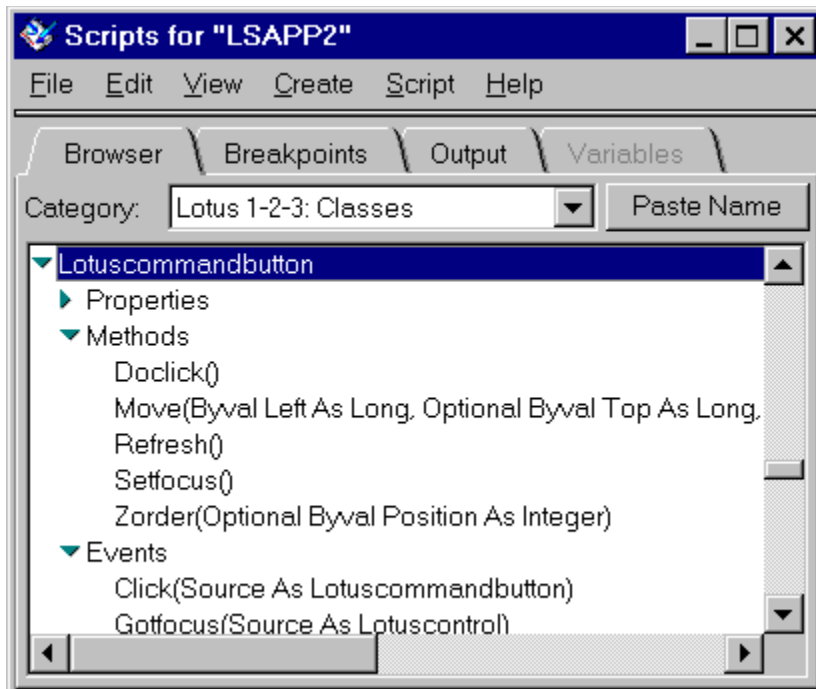 Scripts for "LSAPP2"
File Edit View Create Script Help
Browser Breakpoints Output Variables
Category: Lotus 1-2-3: Classes Paste Name
Lotuscommandbutton
Properties
Methods
Doclick()
Move(Byval Left As Long, Optional Byval Top As Long,
Refresh()
Setfocus()
Zorder(Optional Byval Position As Integer)
Events
Click(Source As Lotuscommandbutton)
Gotfocus(Source As Lotuscontrol)